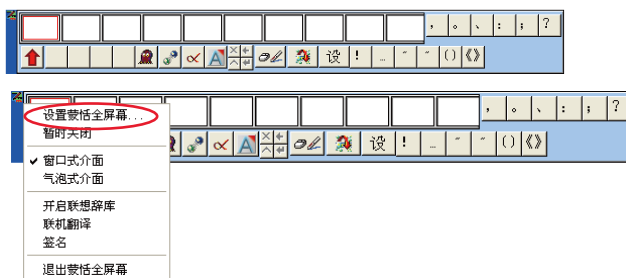 ， 。 、 ： ； ？
设 ！ … ( ) 《》
， 。 、 ： ； ？
设 ！ ( ) 《》
设置蒙恬全屏幕...
暂时关闭
窗口式介面
气泡式介面
开启联想辞库
联机翻译
签名
退出蒙恬全屏幕